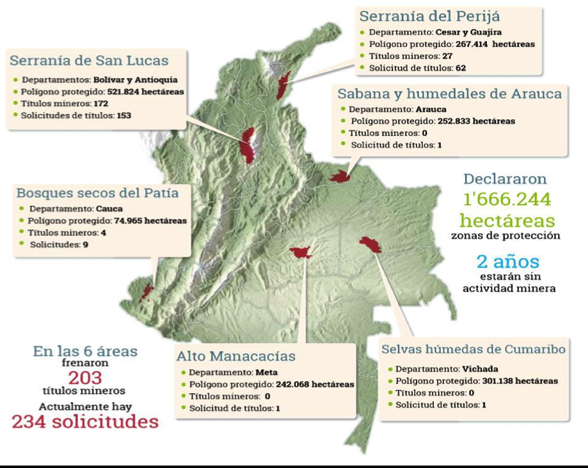 Serranía del Perijá
Departamentos: Cesar y Guajira
Polígono protegido: 267.414 hectáreas
Títulos mineros: 27
Solicitud de títulos: 62
Serranía de San Lucas
Departamentos: Bolívar y Antioquia
Polígono protegido: 521.824 hectáreas
Títulos mineros: 172
Solicitudes de títulos: 153
Sabana y humedales de Arauca
Departamento: Arauca
Polígono protegido: 252.833 hectáreas
Títulos mineros: 0
Solicitud de títulos: 1
Declararon
1'666.244
hectáreas
zonas de protección
2 años
estarán sin
actividad minera
Bosques secos del Patía
Departamento: Cauca
Polígono protegido: 74.965 hectáreas
Títulos mineros: 4
Solicitudes: 9
En las 6 áreas
frenaron
203
títulos mineros
Actualmente hay
234 solicitudes
Alto Manacacías
Departamento: Meta
Polígono protegido: 242.068 hectáreas
Títulos mineros: 0
Solicitud de títulos: 1
Selvas húmedas de Cumaribo
Departamento: Vichada
Polígono protegido: 301.138 hectáreas
Títulos mineros: 0
Solicitud de títulos: 1